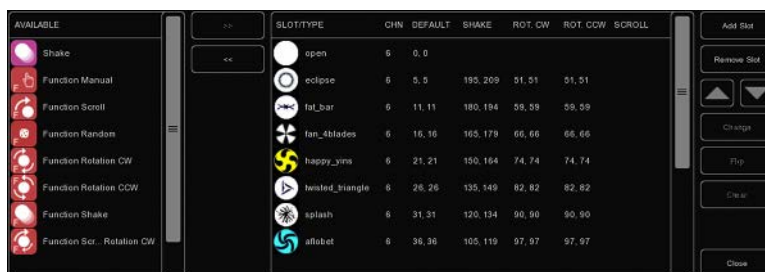 AVAILABLE
Shake
Function Manual
Function Scroll
Function Random
Function Rotation CW
Function Rotation CCW
Function Shake
Function Scr... Rotation CW
>>
<<
SLOT/TYPE CHN DEFAULT SHAKE ROT. CW ROT. CCW SCROLL
open 6 0, 0
eclipse 6 5, 5 195, 209 51, 51 51, 51
fat_bar 6 11, 11 180, 194 59, 59 59, 59
fan_4blades 6 16, 16 165, 179 66, 66 66, 66
happy_yins 6 21, 21 150, 164 74, 74 74, 74
twisted_triangle 6 26, 26 135, 149 82, 82 82, 82
splash 6 31, 31 120, 134 90, 90 90, 90
aflobet 6 36, 36 105, 119 97, 97 97, 97
Add Slot
Remove Slot
Change
Flip
Clear
Close